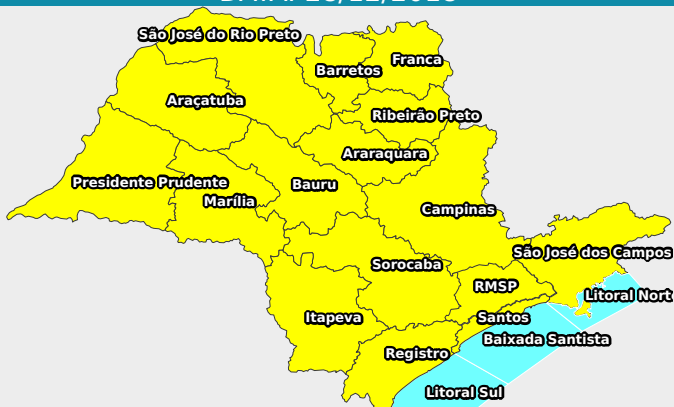 São José do Rio Preto
Franca
Barretos
Araçatuba
Ribeirão Preto
Araraquara
Presidente Prudente
Bauru
Marília
Campinas
São José dos Campos
Sorocaba
RMSP
Litoral Nort
Itapeva
Santos
Baixada Santista
Registro
Litoral Sul